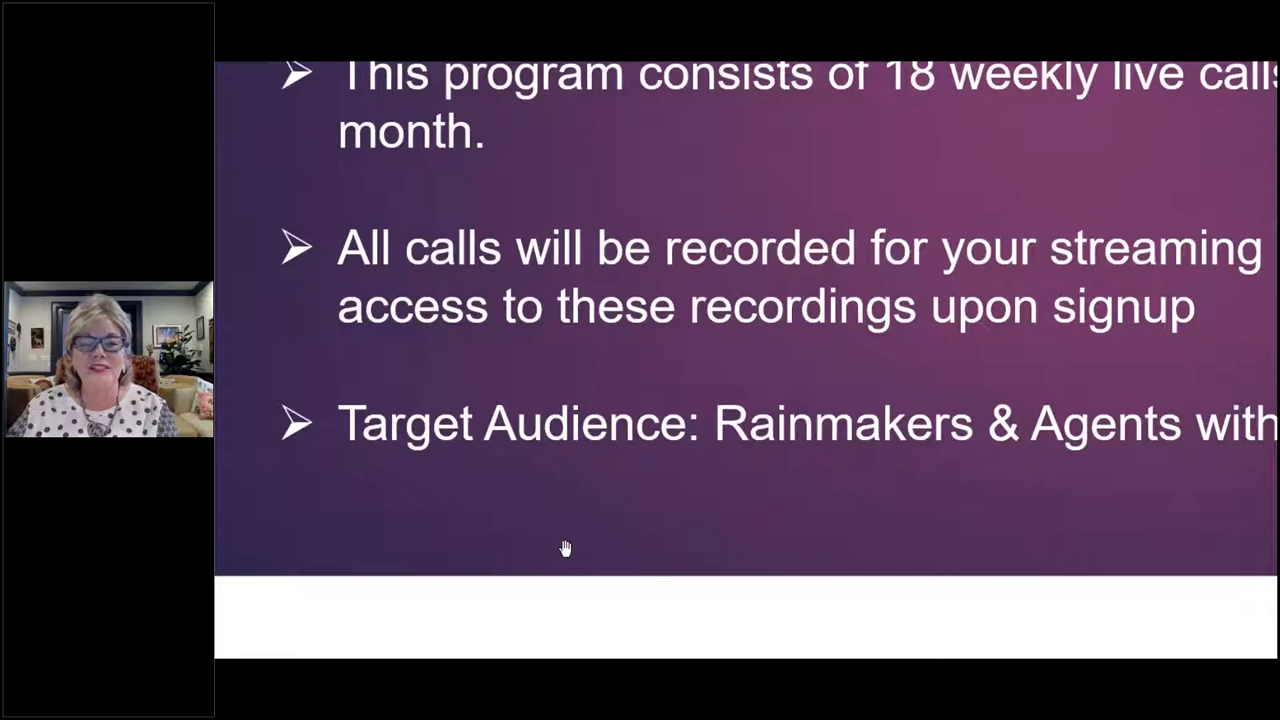 This program consists of 18 weekly live calls
month.
All calls will be recorded for your streaming
access to these recordings upon signup
Target Audience: Rainmakers & Agents with